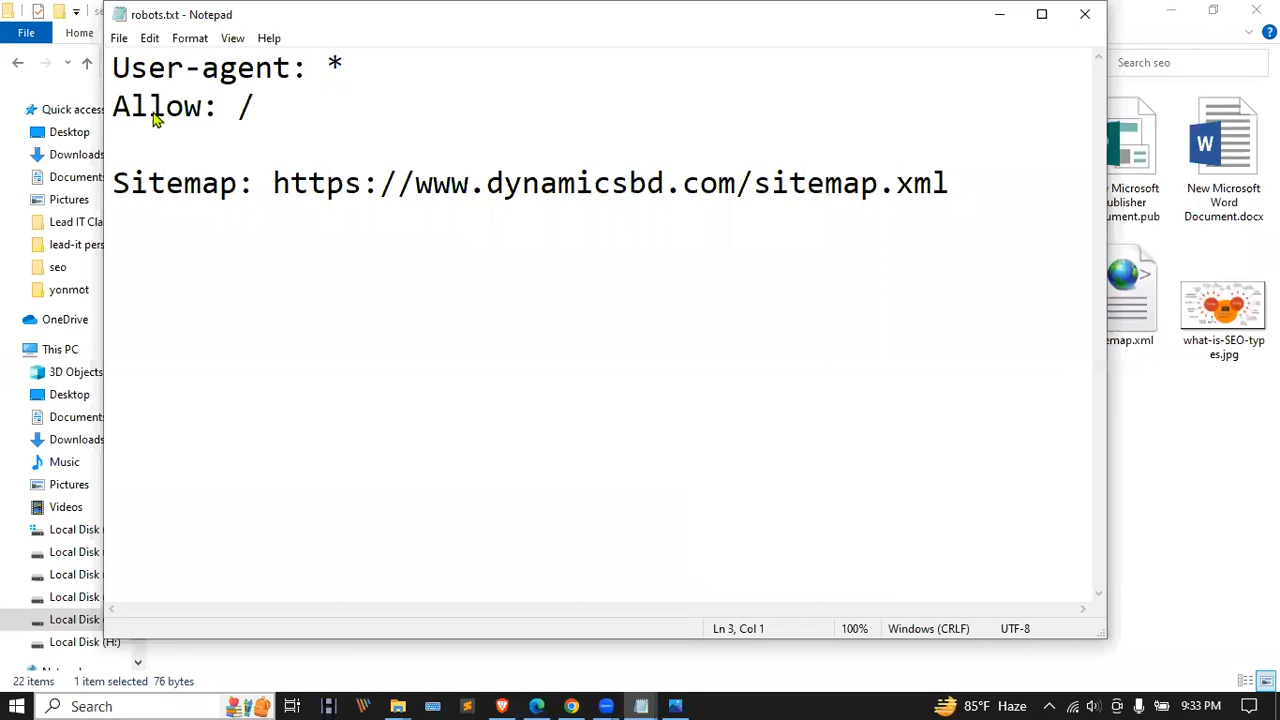 robots.txt - Notepad
File Edit Format View Help
User-agent: *
Allow: /
Sitemap: https://www.dynamicsbd.com/sitemap.xml
Ln 3, Col 1
100%
Windows (CRLF)
UTF-8
File
Home
Search seo
Quick access
Desktop
Downloads
Documents
Pictures
Lead IT Cla
lead-it pers
seo
yonmot
OneDrive
This PC
3D Objects
Desktop
Documents
Downloads
Music
Pictures
Videos
Local Disk
Local Disk
Local Disk
Local Disk
Local Disk
Local Disk (H:)
New Microsoft
Word
Document.docx
Microsoft
ublisher
ument.pub
emap.xml
what-is-SEO-typ
es.jpg
22 items
1 item selected 76 bytes
Search
85°F Haze
9:33 PM